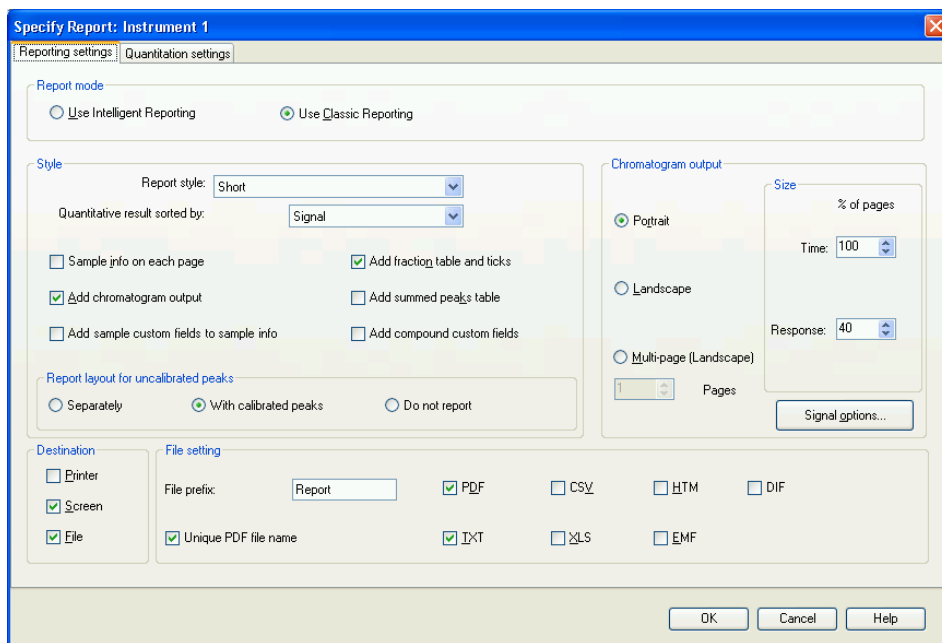 Specify Report: Instrument 1
Reporting settings Quantitation settings
Report mode
Use Intelligent Reporting Use Classic Reporting
Style
Report style: Short
Quantitative result sorted by: Signal
Sample info on each page Add fraction table and ticks
Add chromatogram output Add summed peaks table
Add sample custom fields to sample info Add compound custom fields
Report layout for uncalibrated peaks
Separately With calibrated peaks Do not report
Chromatogram output
Size
% of pages
Portrait
Time: 100
Landscape
Response: 40
Multi-page (Landscape)
1 Pages
Signal options...
Destination
Printer
Screen
File
File setting
File prefix: Report PDF CSV HTM DIF
Unique PDF file name TXT XLS EMF
OK Cancel Help